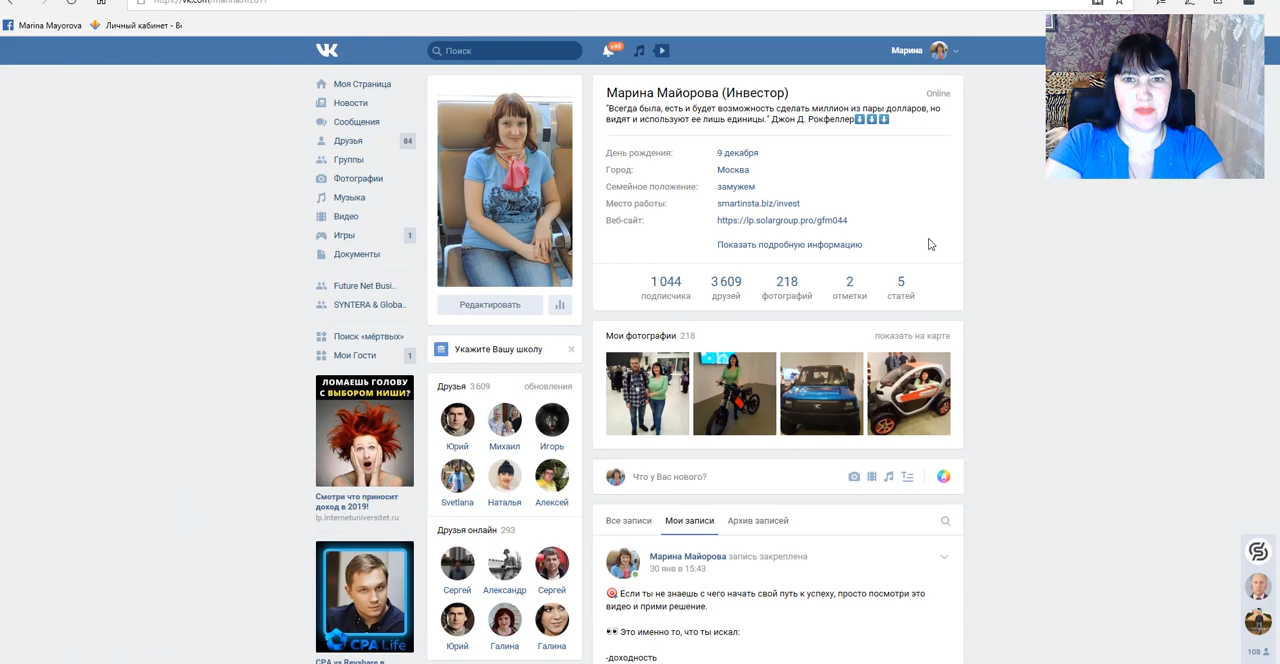 Marina Mayorova
Личный кабинет - Вс
Поиск
+99
Марина
Моя Страница
Новости
Сообщения
Друзья 84
Группы
Фотографии
Музыка
Видео
Игры 1
Документы
Future Net Busi..
SYNTERA & Globa..
Поиск «мёртвых»
Мои Гости 1
ЛОМАЕШЬ ГОЛОВУ
С ВЫБОРОМ НИШИ?
Смотри что приносит
доход в 2019!
lp.internetuniversitet.ru
CPA Life
CPA vs Revshare в
Редактировать
Укажите Вашу школу
Друзья 3609 обновления
Юрий Михаил Игорь
Svetlana Наталья Алексей
Друзья онлайн 293
Сергей Александр Сергей
Юрий Галина Галина
Марина Майорова (Инвестор) Online
"Всегда была, есть и будет возможность сделать миллион из пары долларов, но
видят и используют ее лишь единицы." Джон Д. Рокфеллер⬇⬇⬇
День рождения: 9 декабря
Город: Москва
Семейное положение: замужем
Место работы: smartinsta.biz/invest
Веб-сайт: https://lp.solargroup.pro/gfm044
Показать подробную информацию
1 044 3 609 218 2 5
подписчика друзей фотографий отметки статей
Мои фотографии 218 показать на карте
Что у Вас нового?
Все записи Мои записи Архив записей
Марина Майорова запись закреплена
30 янв в 15:43
🎯 Если ты не знаешь с чего начать свой путь к успеху, просто посмотри это
видео и прими решение.
👀 Это именно то, что ты искал:
-доходность
108